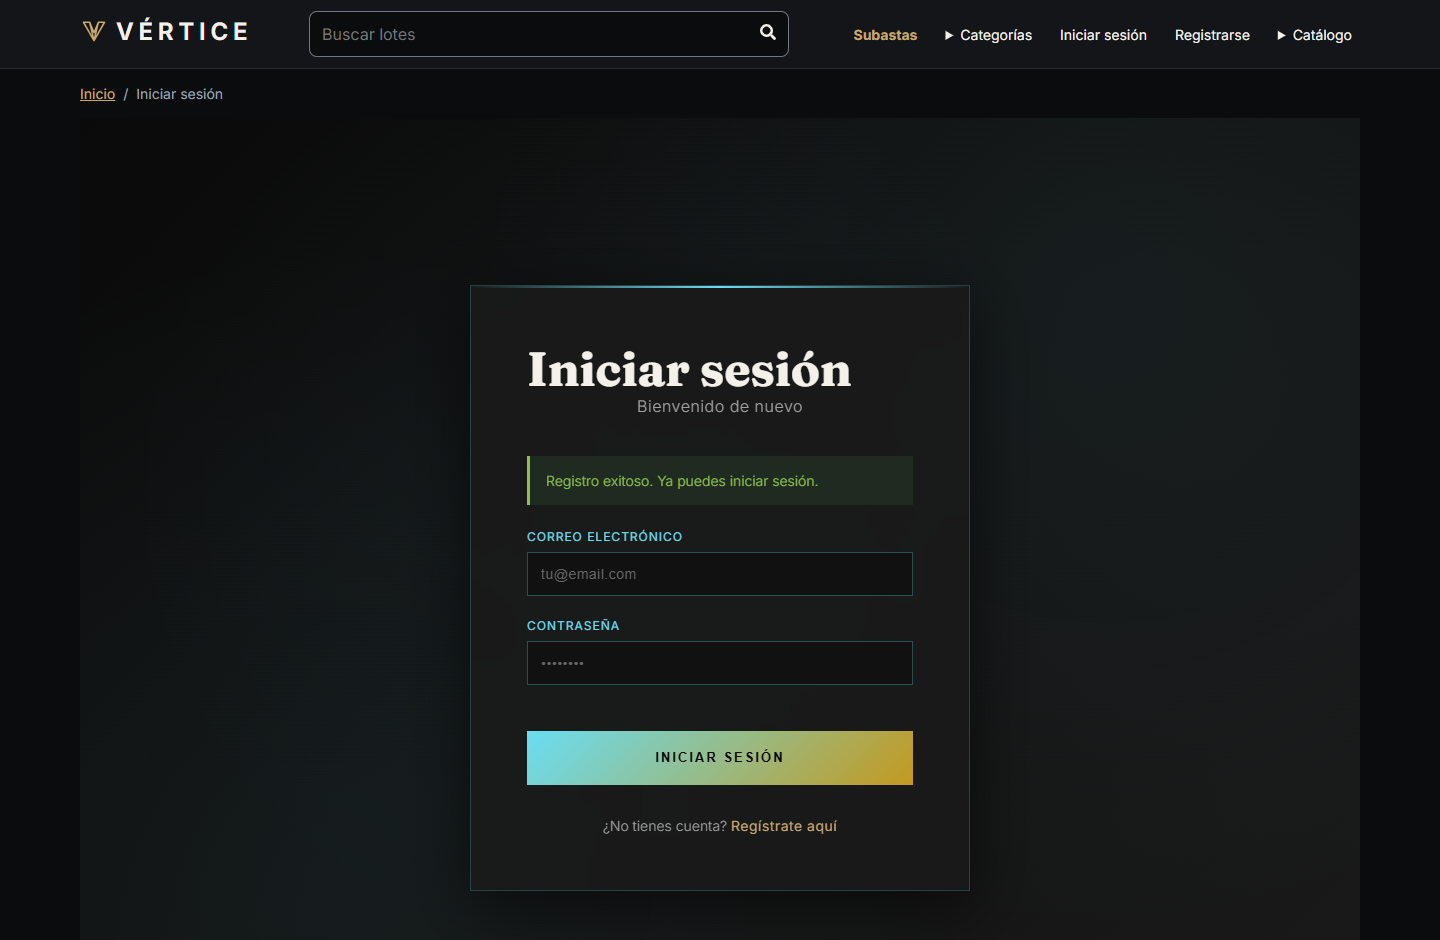 VÉRTICE
Buscar lotes
Subastas
Categorías
Iniciar sesión
Registrarse
Catálogo
Inicio / Iniciar sesión
Iniciar sesión
Bienvenido de nuevo
Registro exitoso. Ya puedes iniciar sesión.
CORREO ELECTRÓNICO
tu@email.com
CONTRASEÑA
••••••••
INICIAR SESIÓN
¿No tienes cuenta? Regístrate aquí